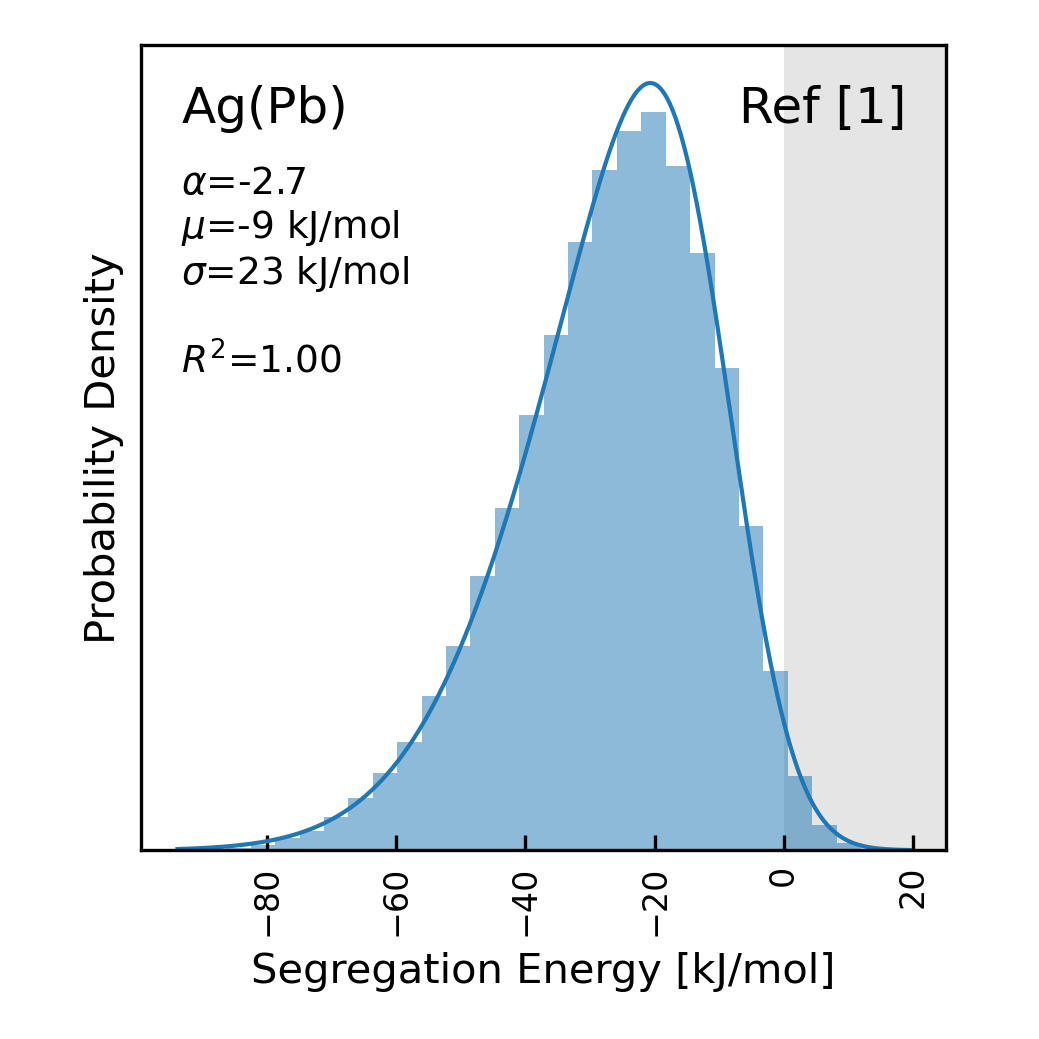 Ag(Pb)
Ref [1]
α=-2.7
μ=-9 kJ/mol
σ=23 kJ/mol
R²=1.00
Probability Density
−80
−60
−40
−20
0
20
Segregation Energy [kJ/mol]